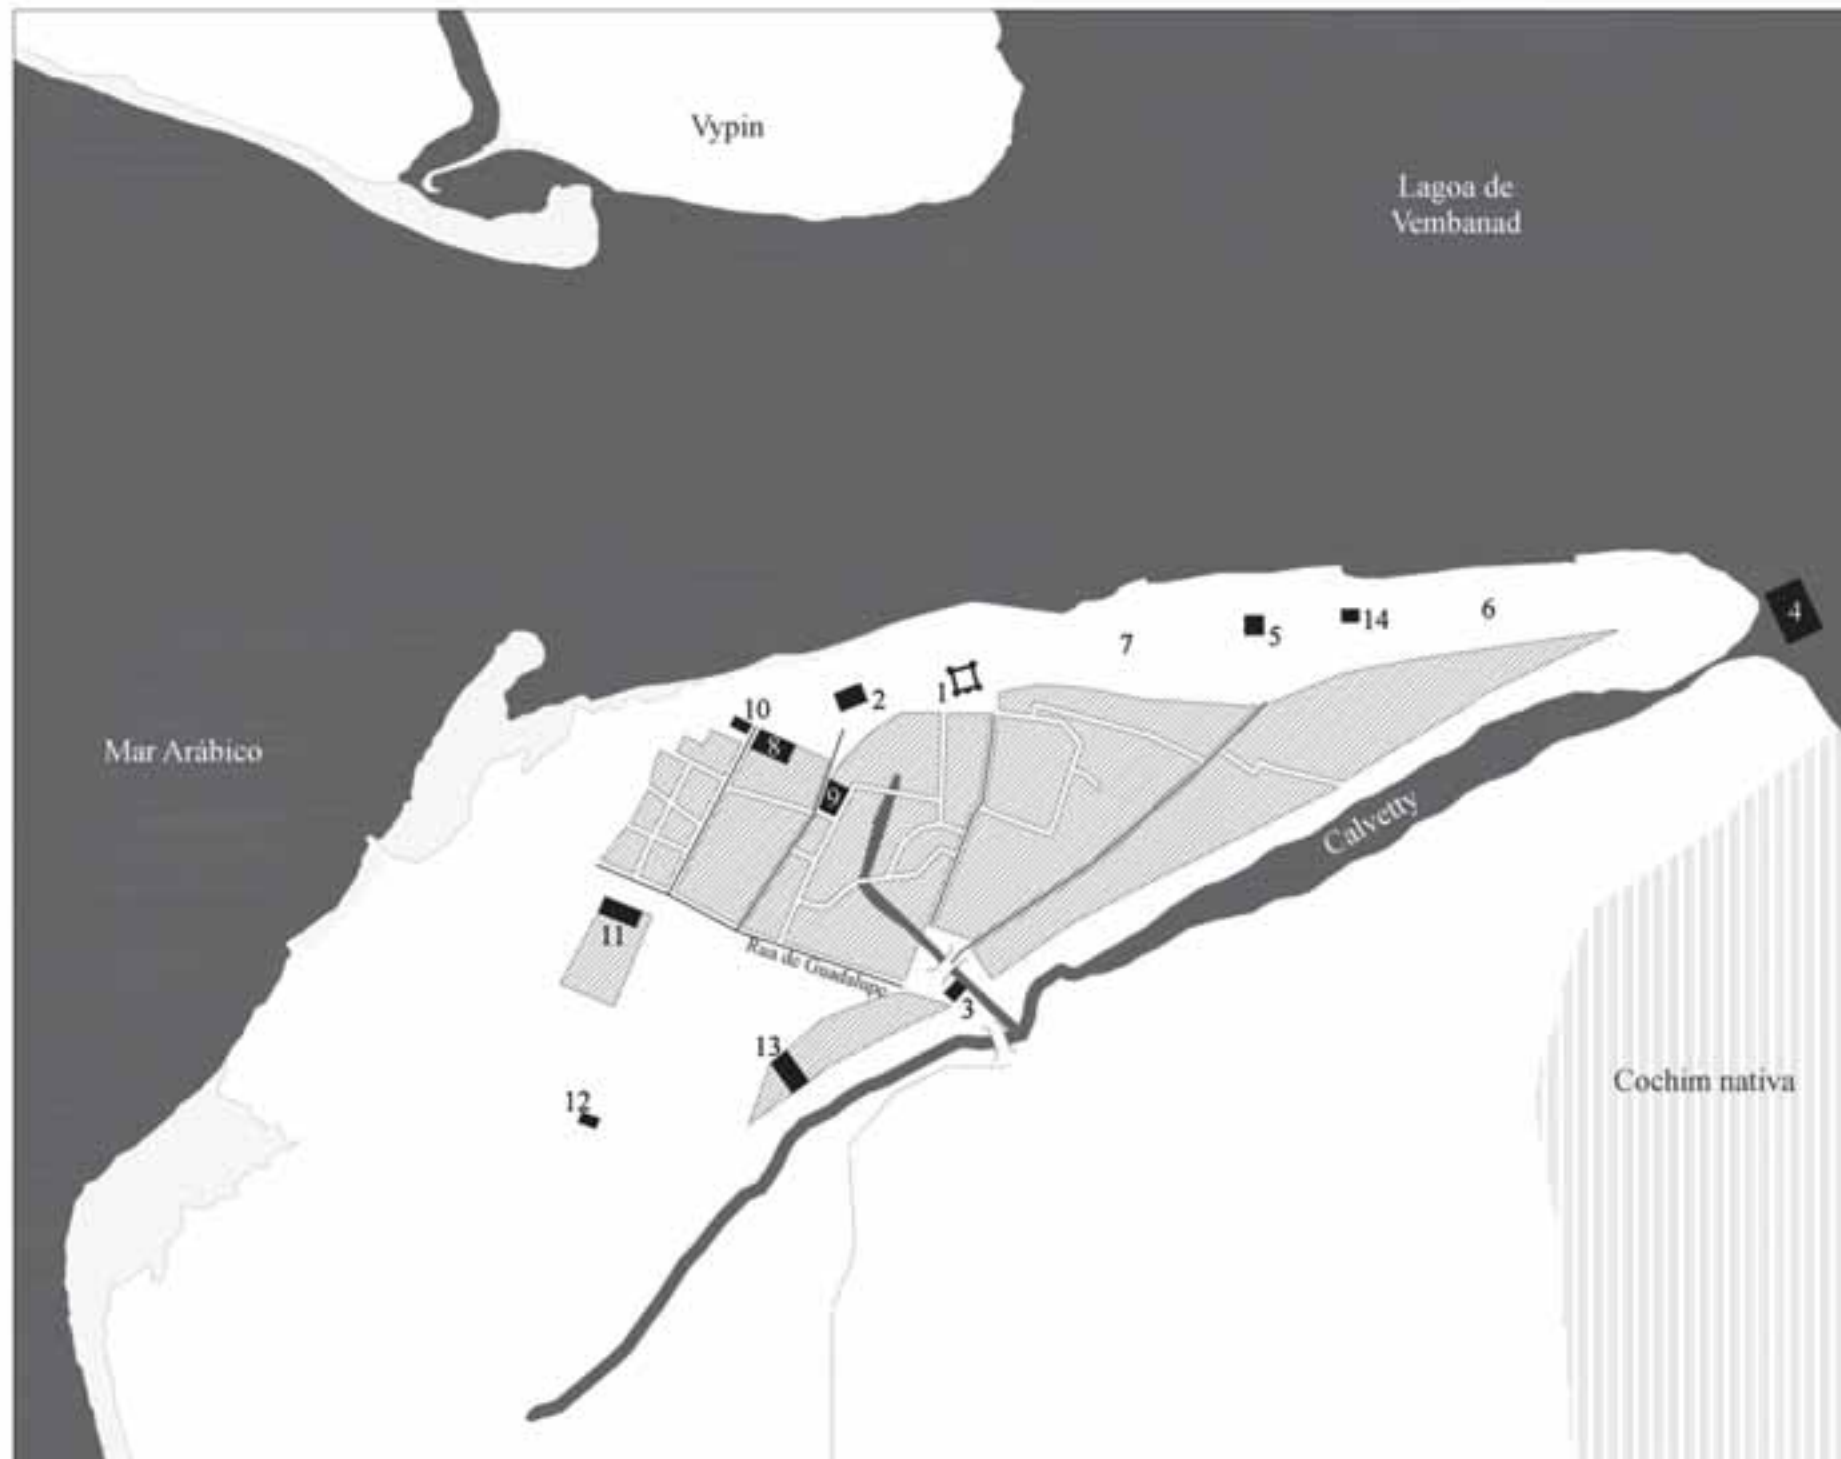 Vypin
Lagoa de
Vembanad
4
6
14
5
7
1
2
10
8
Mar Arábico
9
Calvetty
11
Rua de Guadalupe
3
13
Cochim nativa
12